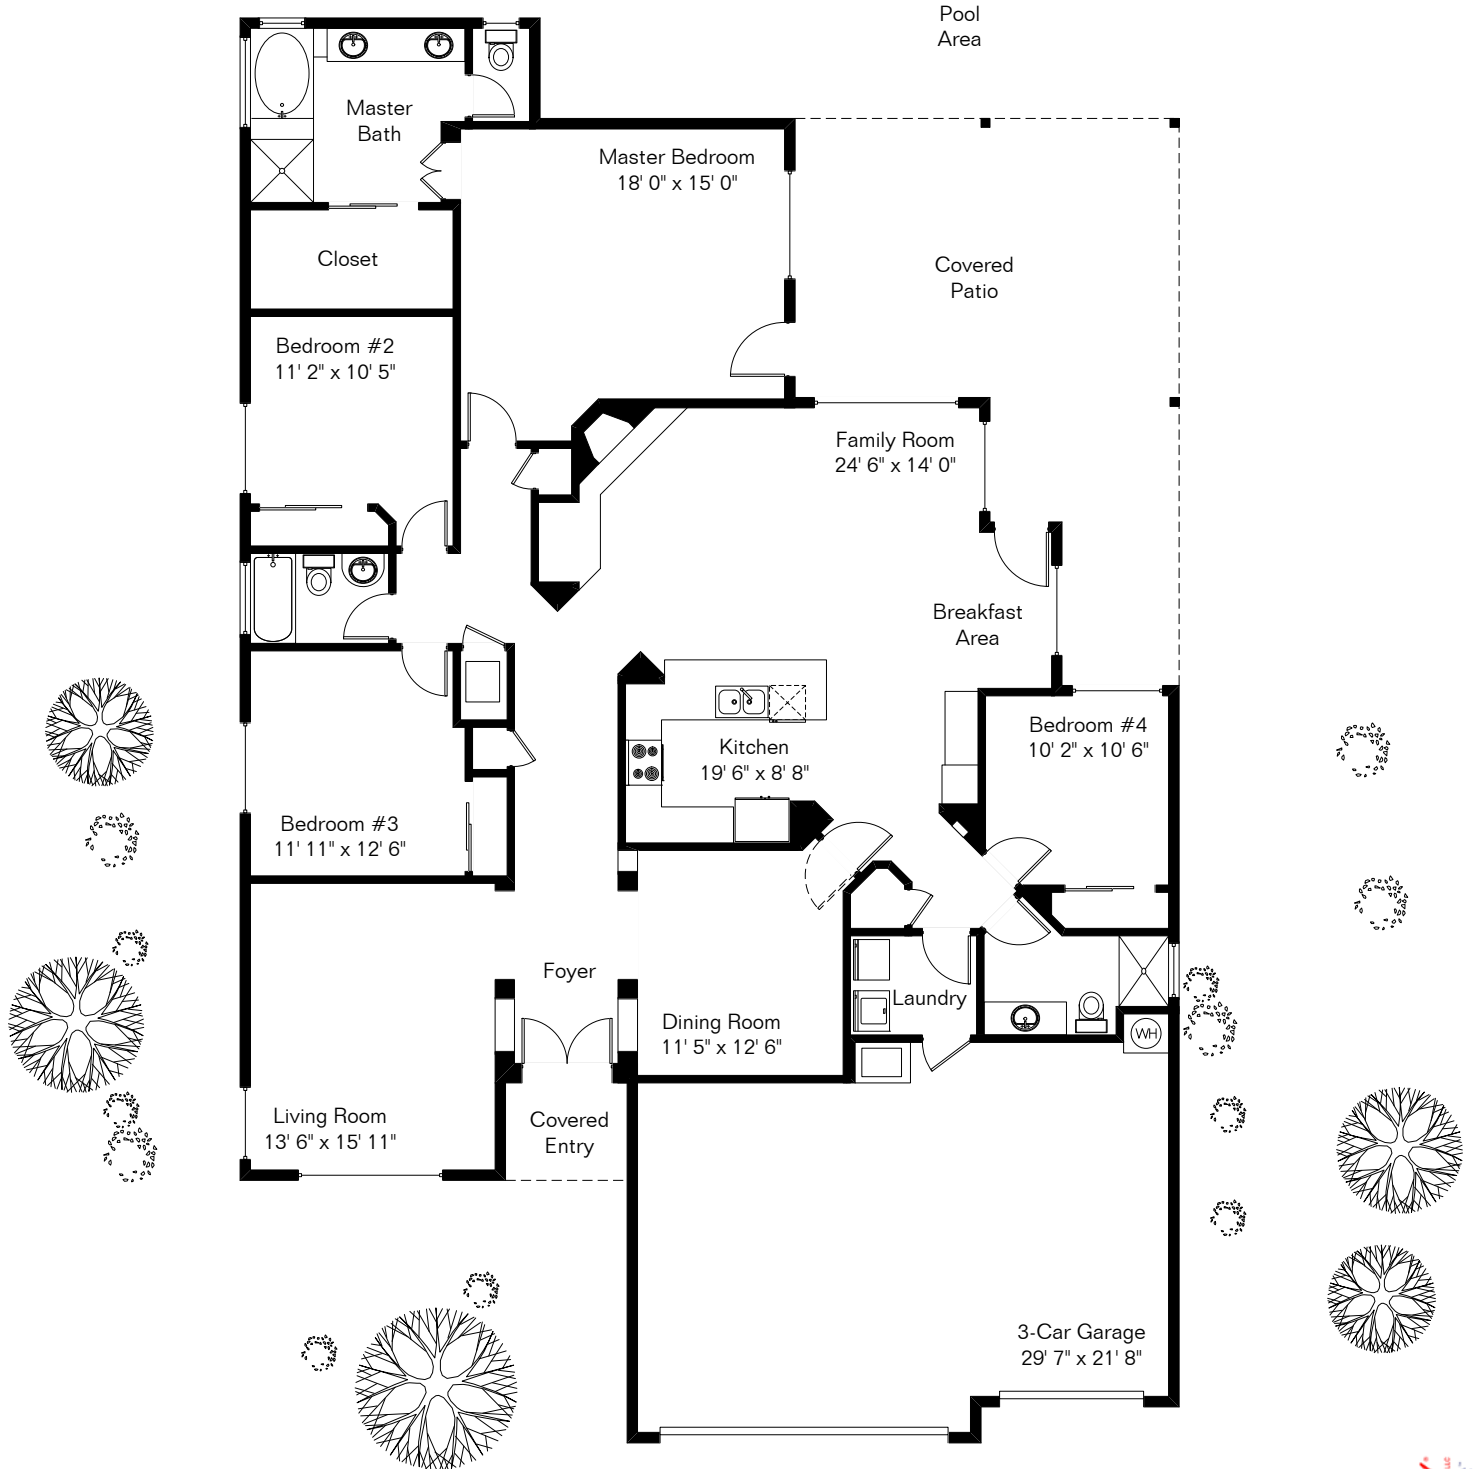 Pool
Area
Master
Bath
Master Bedroom
18' 0" x 15' 0"
Closet
Covered
Patio
Bedroom #2
11' 2" x 10' 5"
Family Room
24' 6" x 14' 0"
Breakfast
Area
Bedroom #4
10' 2" x 10' 6"
Kitchen
19' 6" x 8' 8"
Bedroom #3
11' 11" x 12' 6"
Foyer
Laundry
Dining Room
11' 5" x 12' 6"
WH
Living Room
13' 6" x 15' 11"
Covered
Entry
3-Car Garage
29' 7" x 21' 8"